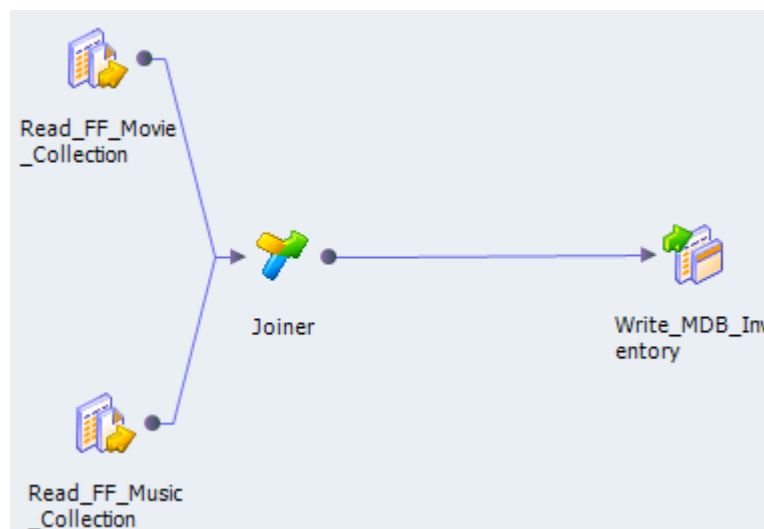 Read_FF_Movie
_Collection
Joiner
Write_MDB_Inv
entory
Read_FF_Music
_Collection